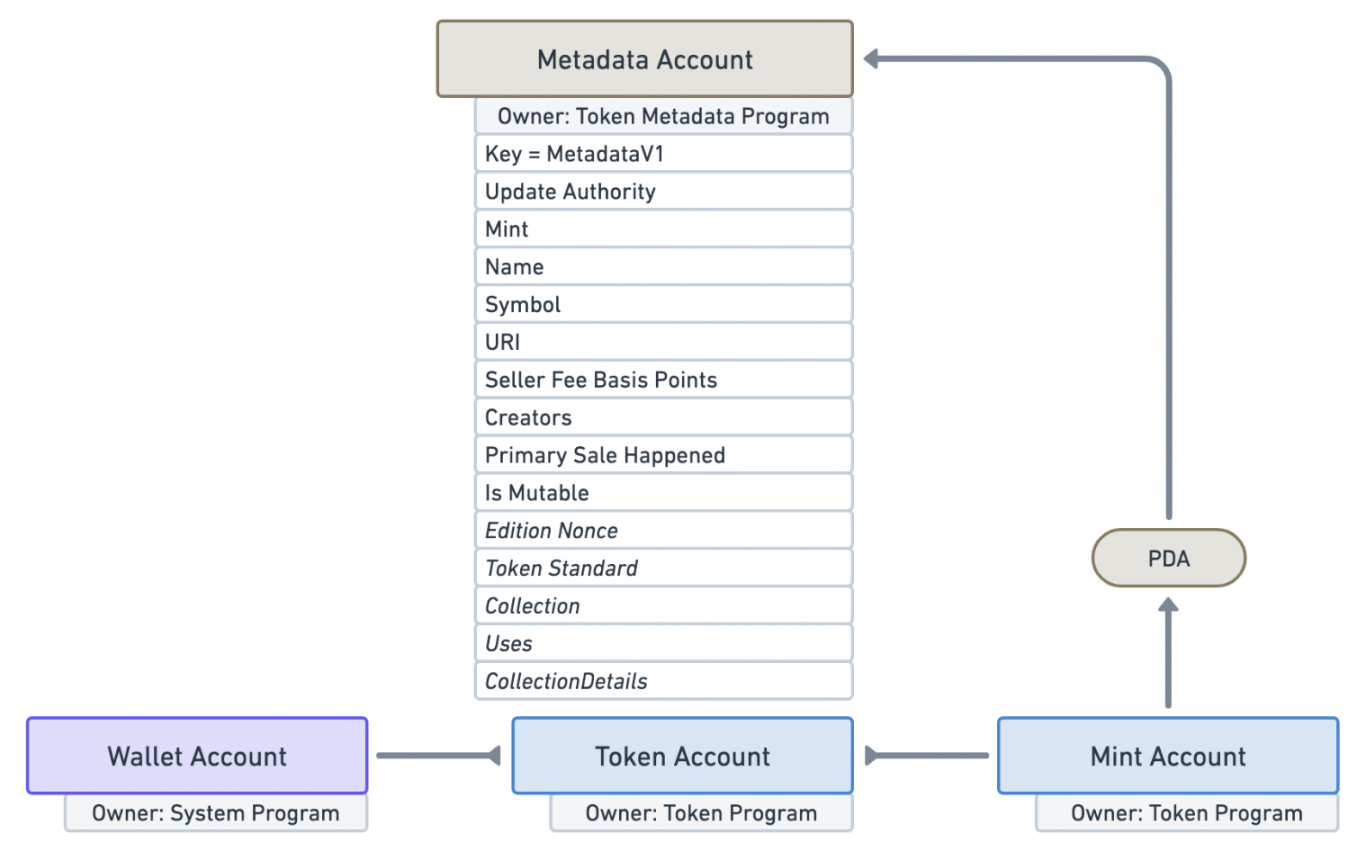 Metadata Account
Owner: Token Metadata Program
Key = MetadataV1
Update Authority
Mint
Name
Symbol
URI
Seller Fee Basis Points
Creators
Primary Sale Happened
Is Mutable
Edition Nonce
Token Standard
Collection
Uses
CollectionDetails
PDA
Wallet Account
Owner: System Program
Token Account
Owner: Token Program
Mint Account
Owner: Token Program